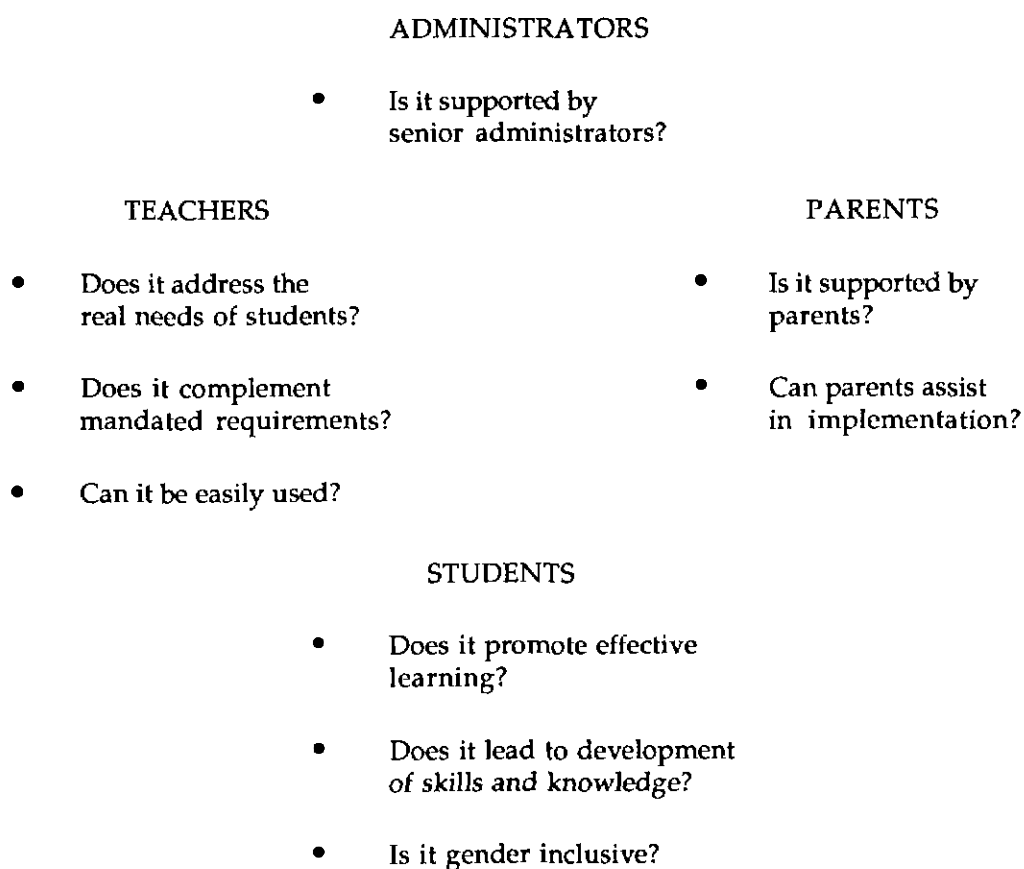 ADMINISTRATORS
• Is it supported by
senior administrators?
TEACHERS
• Does it address the
real needs of students?
• Does it complement
mandated requirements?
• Can it be easily used?
PARENTS
• Is it supported by
parents?
• Can parents assist
in implementation?
STUDENTS
• Does it promote effective
learning?
• Does it lead to development
of skills and knowledge?
• Is it gender inclusive?